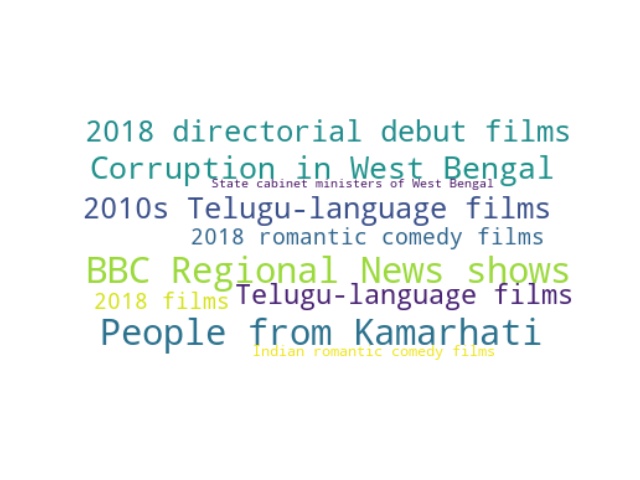 2018 directorial debut films
Corruption in West Bengal
State cabinet ministers of West Bengal
2010s Telugu-language films
2018 romantic comedy films
BBC Regional News shows
Telugu-language films
2018 films
People from Kamarhati
Indian romantic comedy films